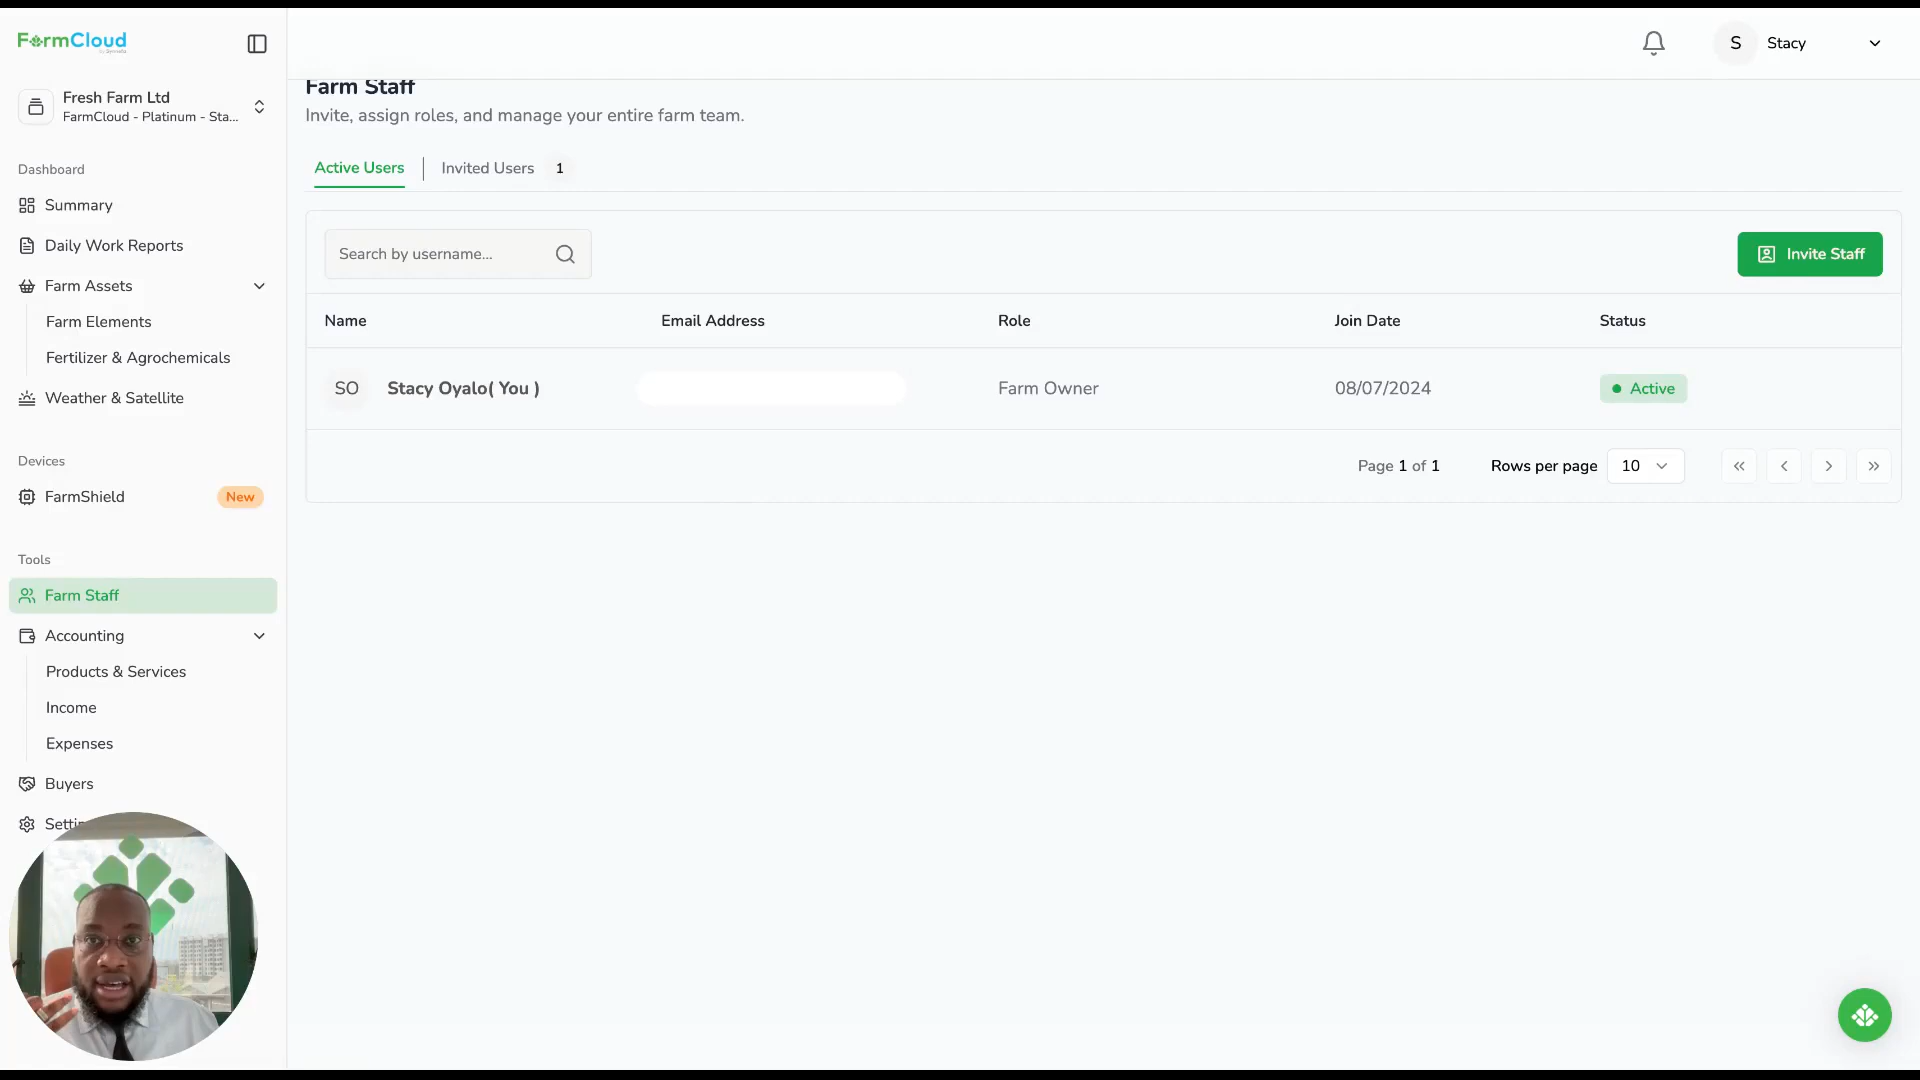 FarmCloud
Fresh Farm Ltd
FarmCloud - Platinum - Sta...
Dashboard
Summary
Daily Work Reports
Farm Assets
Farm Elements
Fertilizer & Agrochemicals
Weather & Satellite
Devices
FarmShield New
Tools
Farm Staff
Accounting
Products & Services
Income
Expenses
Buyers
S Stacy
Farm Staff
Invite, assign roles, and manage your entire farm team.
Active Users Invited Users 1
Search by username...
Invite Staff
Name Email Address Role Join Date Status
SO Stacy Oyalo( You ) Farm Owner 08/07/2024 Active
Page 1 of 1 Rows per page 10